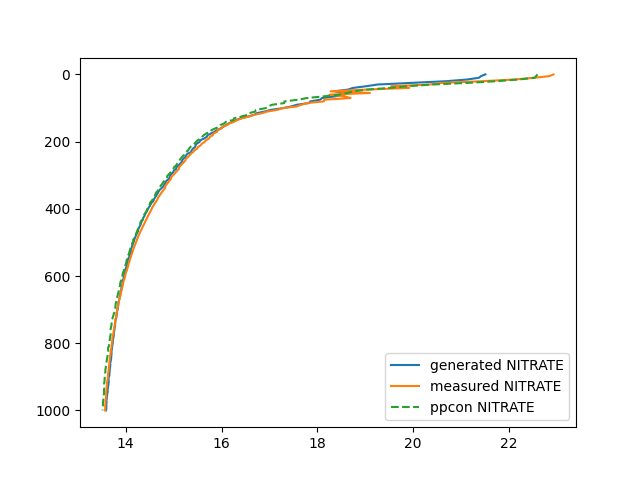 0
200
400
600
800
1000
14 16 18 20 22
generated NITRATE
measured NITRATE
ppcon NITRATE